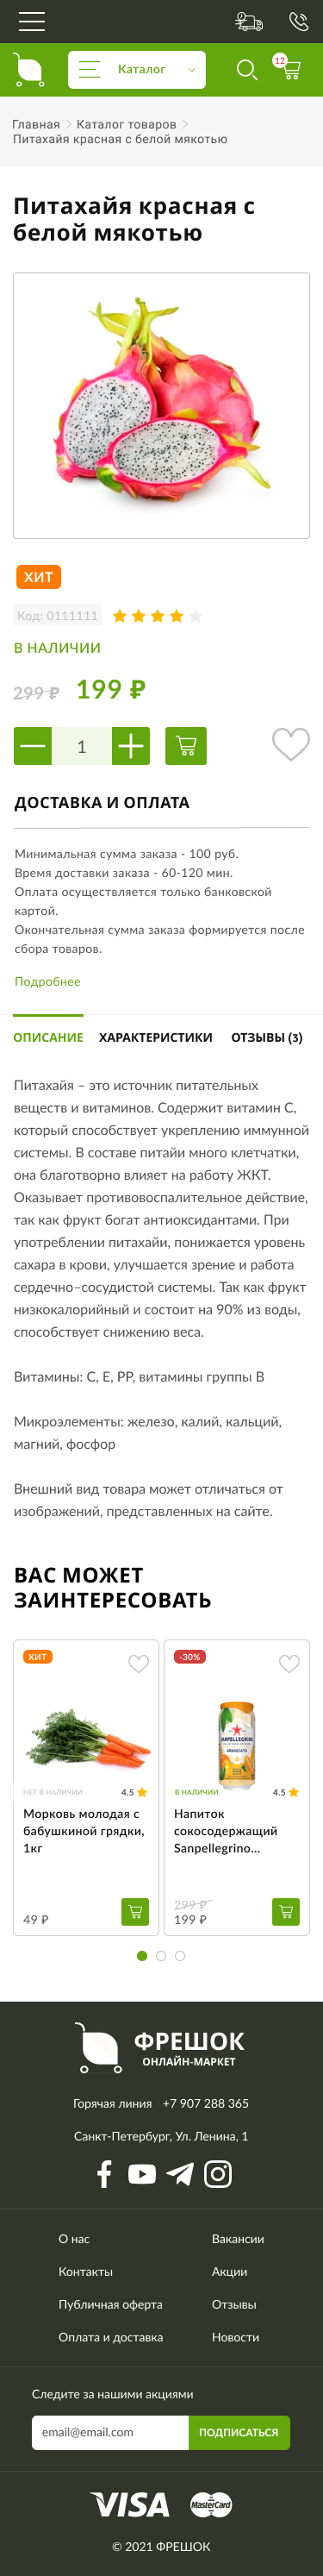 Каталог
12
Главная > Каталог товаров >
Питахайя красная с белой мякотью
Питахайя красная с
белой мякотью
ХИТ
Код: 0111111
В НАЛИЧИИ
299 ₽ 199 ₽
1
ДОСТАВКА И ОПЛАТА
Минимальная сумма заказа - 100 руб.
Время доставки заказа - 60-120 мин.
Оплата осуществляется только банковской
картой.
Окончательная сумма заказа формируется после
сбора товаров.
Подробнее
ОПИСАНИЕ ХАРАКТЕРИСТИКИ ОТЗЫВЫ (3)
Питахайя – это источник питательных
веществ и витаминов. Содержит витамин С,
который способствует укреплению иммунной
системы. В составе питайи много клетчатки,
она благотворно влияет на работу ЖКТ.
Оказывает противовоспалительное действие,
так как фрукт богат антиоксидантами. При
употреблении питахайи, понижается уровень
сахара в крови, улучшается зрение и работа
сердечно–сосудистой системы. Так как фрукт
низкокалорийный и состоит на 90% из воды,
способствует снижению веса.
Витамины: С, Е, РР, витамины группы В
Микроэлементы: железо, калий, кальций,
магний, фосфор
Внешний вид товара может отличаться от
изображений, представленных на сайте.
ВАС МОЖЕТ
ЗАИНТЕРЕСОВАТЬ
ХИТ
НЕТ В НАЛИЧИИ 4.5
Морковь молодая с
бабушкиной грядки,
1кг
49 ₽
-30%
SANPELLEGRINO
ARANCIATA
В НАЛИЧИИ 4.5
Напиток
сокосодержащий
Sanpellegrino...
299 ₽
199 ₽
ФРЕШОК
ОНЛАЙН-МАРКЕТ
Горячая линия +7 907 288 365
Санкт-Петербург, Ул. Ленина, 1
О нас Вакансии
Контакты Акции
Публичная оферта Отзывы
Оплата и доставка Новости
Следите за нашими акциями
email@email.com ПОДПИСАТЬСЯ
VISA MasterCard
© 2021 ФРЕШОК